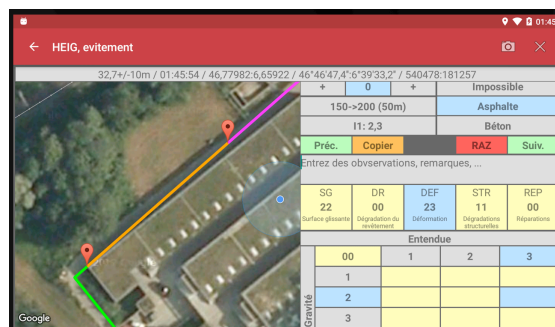 01:45
HEIG, evitement
32,7+/-10m / 01:45:54 / 46,77982:6,65922 / 46°46'47,4":6°39'33,2" / 540478:181257
+ 0 + Impossible
150->200 (50m) Asphalte
I1: 2,3 Béton
Préc. Copier RAZ Suiv.
Entrez des obvservations, remarques, ...
SG DR DEF STR REP
22 00 23 11 00
Surface glissante Dégradation du revêtement Déformation Dégradations structurelles Réparations
Entendue
00 1 2 3
1
2
3
Gravité
Google